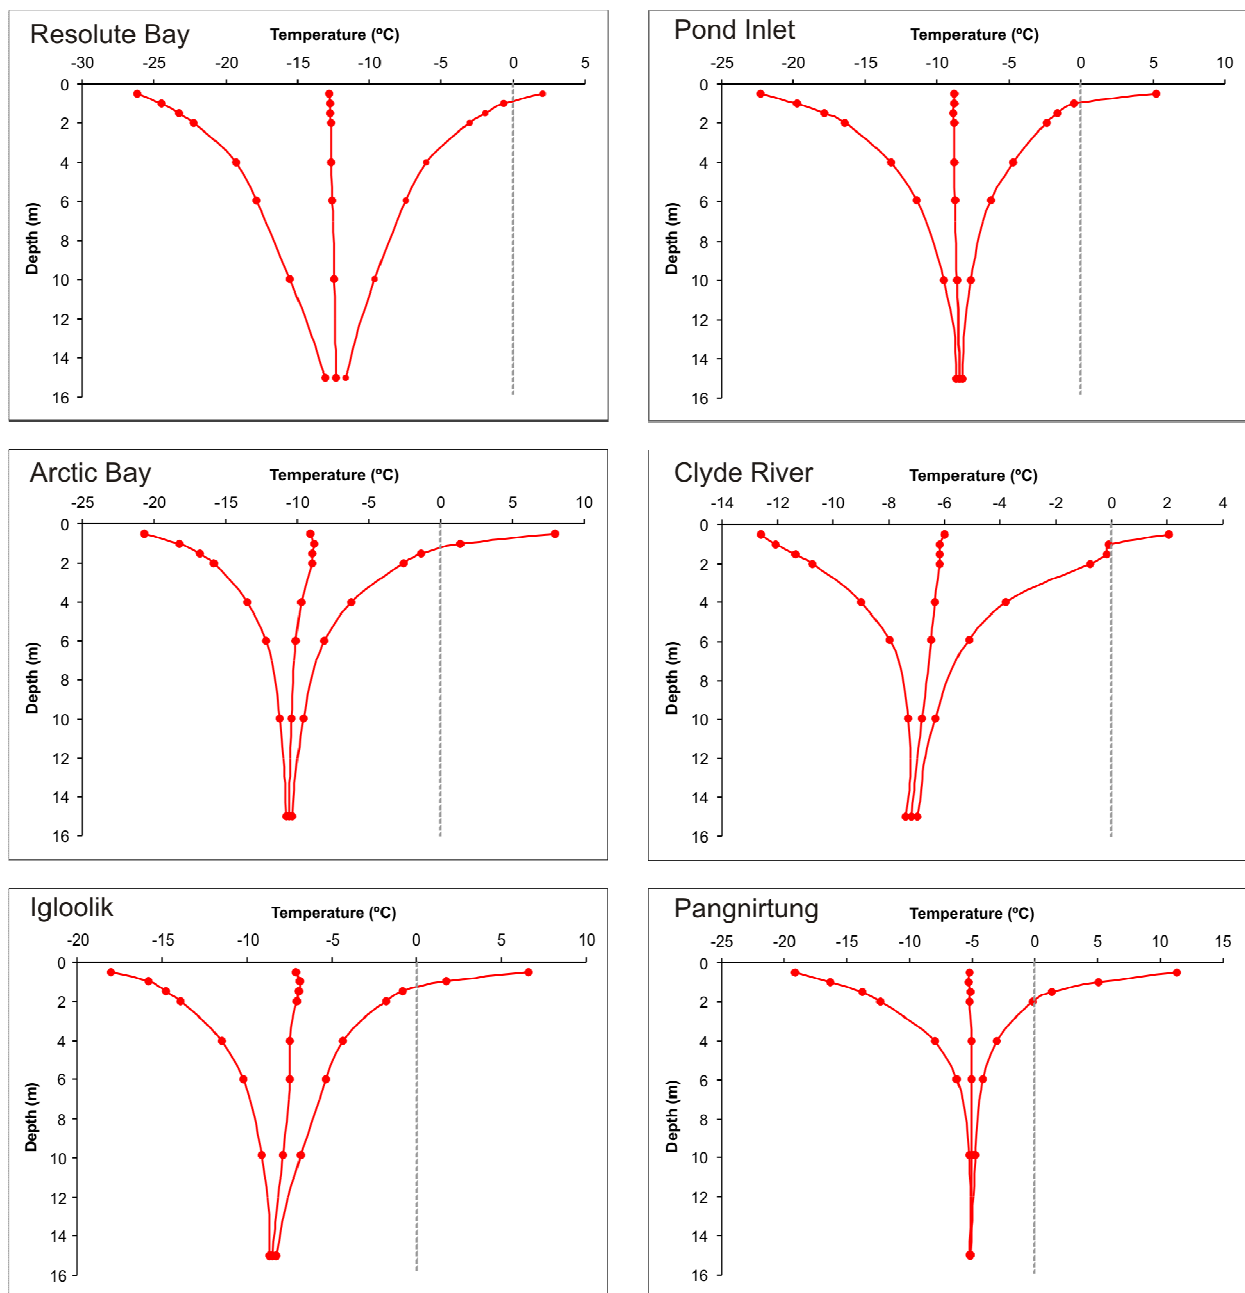 Resolute Bay
Temperature (ºC)
-30 -25 -20 -15 -10 -5 0 5 10
0
2
4
6
8
10
12
14
16
Depth (m)
Pond Inlet
Temperature (ºC)
-25 -20 -15 -10 -5 0 5 10
0
2
4
6
8
10
12
14
16
Depth (m)
Arctic Bay
Temperature (ºC)
-25 -20 -15 -10 -5 0 5 10
0
2
4
6
8
10
12
14
16
Depth (m)
Clyde River
Temperature (ºC)
-14 -12 -10 -8 -6 -4 -2 0 2 4
0
2
4
6
8
10
12
14
16
Depth (m)
Igloolik
Temperature (ºC)
-20 -15 -10 -5 0 5 10
0
2
4
6
8
10
12
14
16
Depth (m)
Pangnirtung
Temperature (ºC)
-25 -20 -15 -10 -5 0 5 10 15
0
2
4
6
8
10
12
14
16
Depth (m)